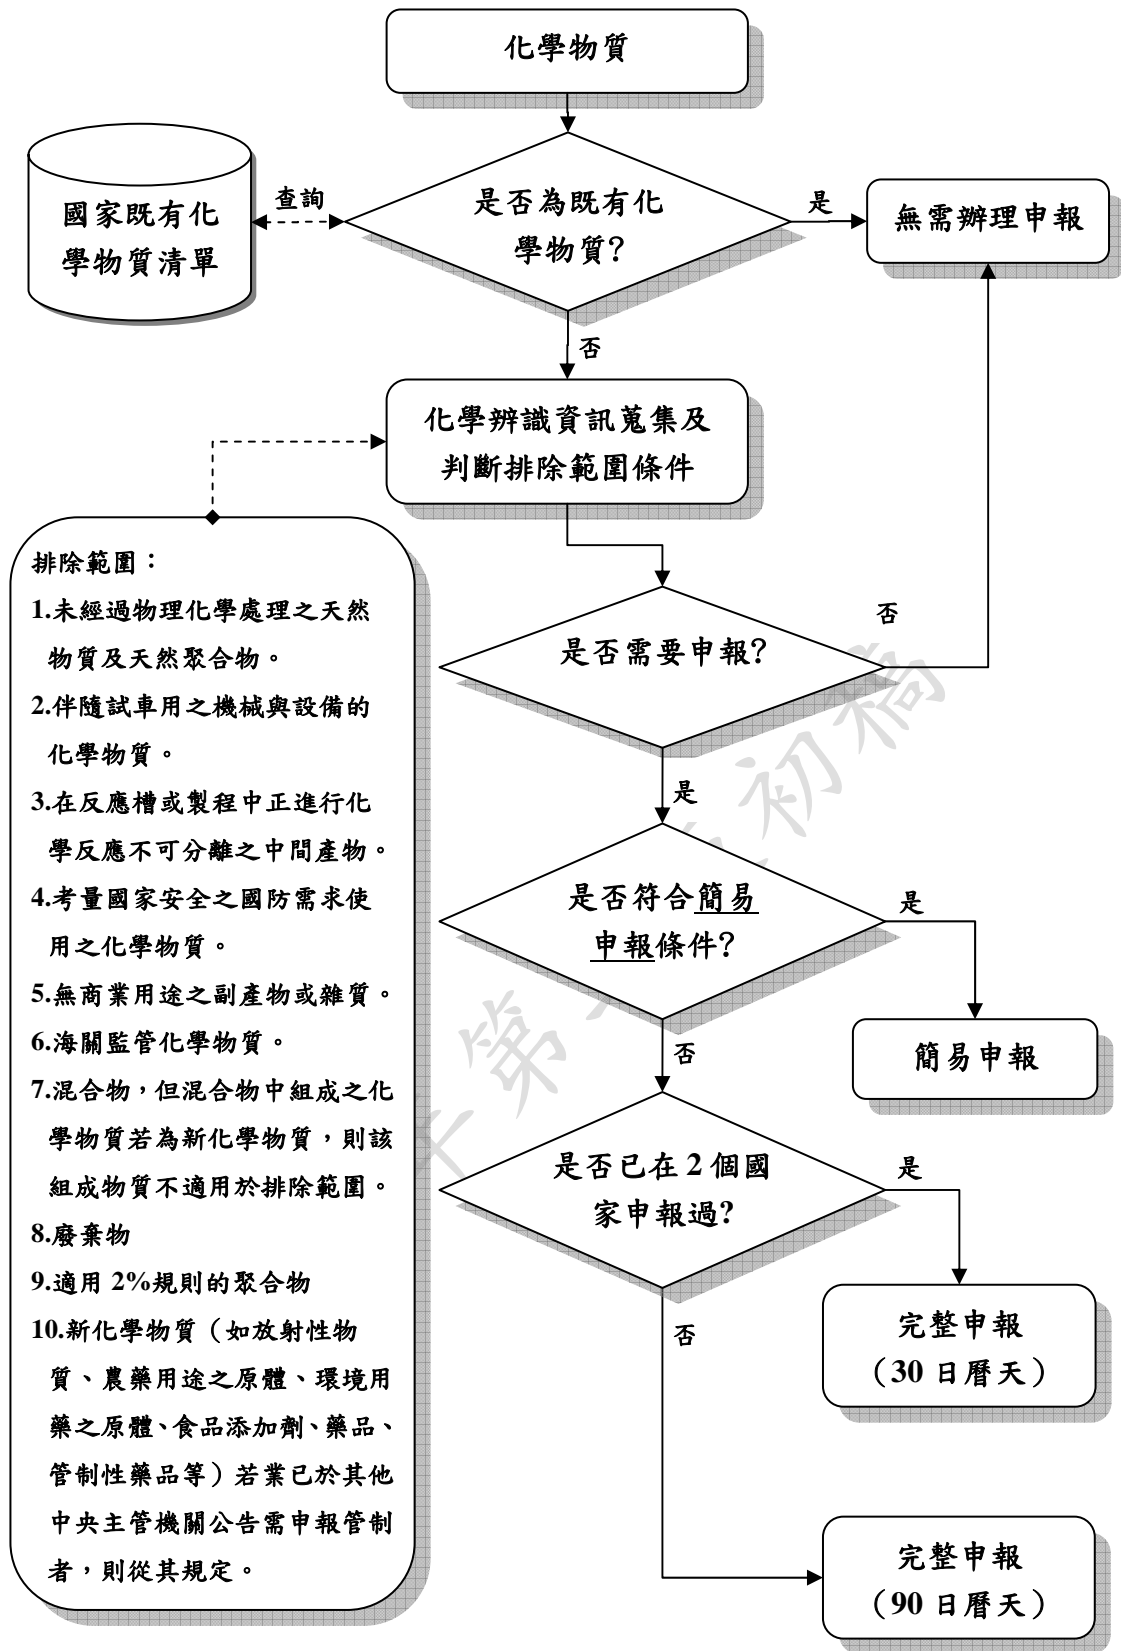 化學物質
國家既有化
學物質清單
查詢
是否為既有化
學物質?
是
無需辦理申報
否
化學辨識資訊蒐集及
判斷排除範圍條件
排除範圍：
1.未經過物理化學處理之天然
物質及天然聚合物。
2.伴隨試車用之機械與設備的
化學物質。
3.在反應槽或製程中正進行化
學反應不可分離之中間產物。
4.考量國家安全之國防需求使
用之化學物質。
5.無商業用途之副產物或雜質。
6.海關監管化學物質。
7.混合物，但混合物中組成之化
學物質若為新化學物質，則該
組成物質不適用於排除範圍。
8.廢棄物
9.適用 2%規則的聚合物
10.新化學物質（如放射性物
質、農藥用途之原體、環境用
藥之原體、食品添加劑、藥品、
管制性藥品等）若業已於其他
中央主管機關公告需申報管制
者，則從其規定。
是否需要申報?
否
是
是否符合簡易
申報條件?
是
簡易申報
否
是否已在 2 個國
家申報過?
是
完整申報
（30 日曆天）
否
完整申報
（90 日曆天）
第
初稿